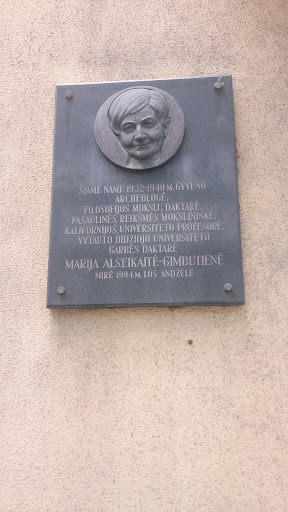 ŠIAME NAME 1932-1940 M. GYVENO
ARCHEOLOGĖ,
FILOSOFIJOS MOKSLŲ DAKTARĖ,
PASAULINĖS REIKŠMĖS MOKSLININKĖ,
KALIFORNIJOS UNIVERSITETO PROFESORĖ,
VYTAUTO DIDŽIOJO UNIVERSITETO
GARBĖS DAKTARĖ
MARIJA ALSEIKAITĖ-GIMBUTIENĖ
MIRĖ 1994 M. LOS ANDŽELE